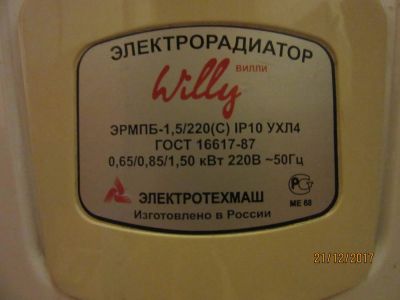 ЭЛЕКТРОРАДИАТОР
Willy
ВИЛЛИ
ЭРМПБ-1,5/220(С) IP10 УХЛ4
ГОСТ 16617-87
0,65/0,85/1,50 кВт 220В ~50Гц
ЭЛЕКТРОТЕХМАШ
Изготовлено в России
РСТ
МЕ 68
21/12/2017